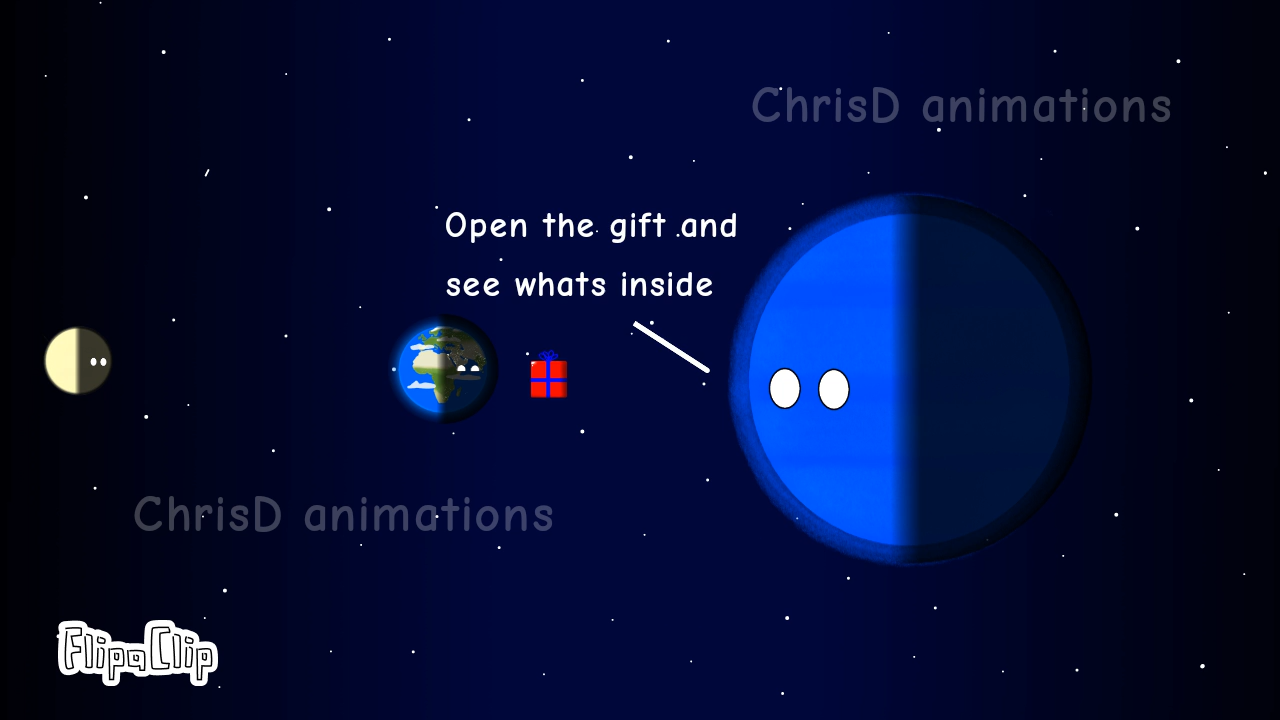 ChrisD animations
Open the gift and
see whats inside
ChrisD animations
FlipaClip